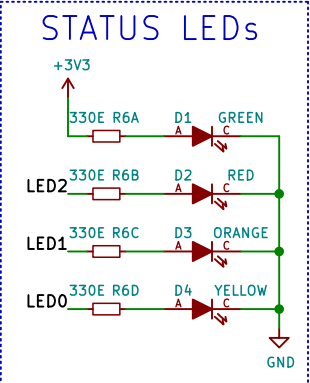 STATUS LEDs
+3V3
330E R6A D1 GREEN
A C
330E R6B D2 RED
LED2 A C
330E R6C D3 ORANGE
LED1 A C
330E R6D D4 YELLOW
LED0 A C
GND